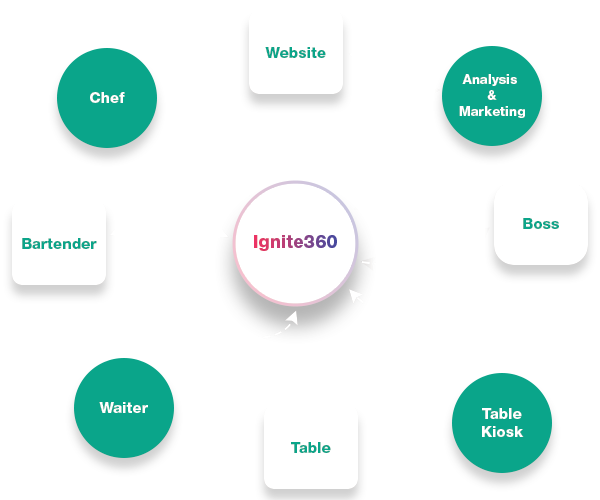 Website
Analysis
&
Marketing
Chef
Boss
Ignite360
Bartender
Waiter
Table
Kiosk
Table